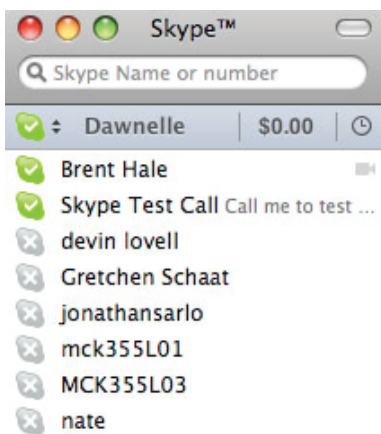 Skype™
Skype Name or number
Dawnelle $0.00
Brent Hale
Skype Test Call Call me to test ...
devin lovell
Gretchen Schaat
jonathansarlo
mck355L01
MCK355L03
nate